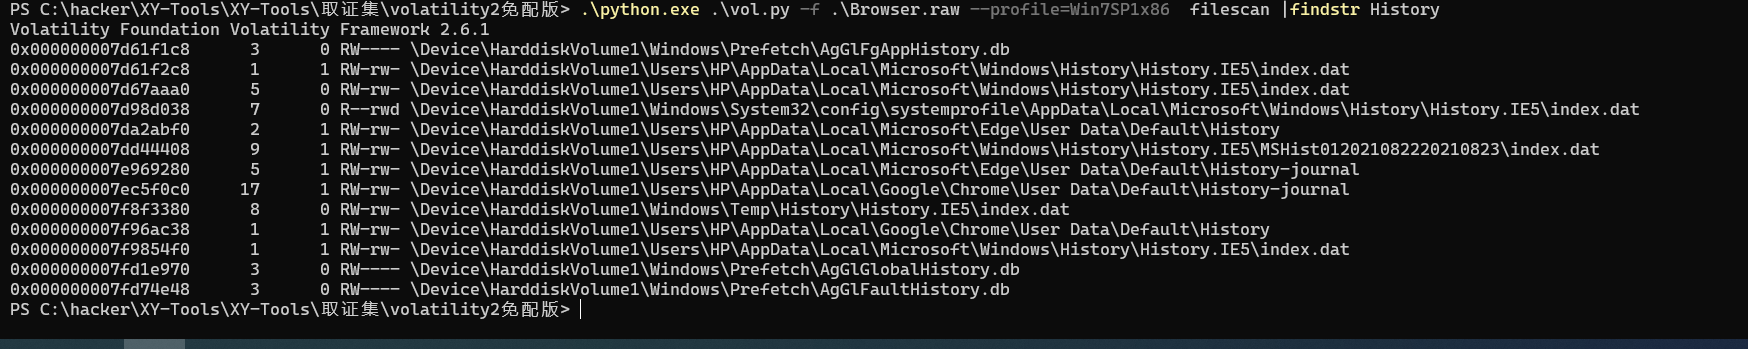 PS C:\hacker\XY-Tools\XY-Tools\取证集\volatility2免配版> .\python.exe .\vol.py -f .\Browser.raw --profile=Win7SP1x86  filescan |findstr History
Volatility Foundation Volatility Framework 2.6.1
0x000000007d61f1c8      3      0 RW---- \Device\HarddiskVolume1\Windows\Prefetch\AgGlFgAppHistory.db
0x000000007d61f2c8      1      1 RW-rw- \Device\HarddiskVolume1\Users\HP\AppData\Local\Microsoft\Windows\History\History.IE5\index.dat
0x000000007d67aaa0      5      0 RW-rw- \Device\HarddiskVolume1\Users\HP\AppData\Local\Microsoft\Windows\History\History.IE5\index.dat
0x000000007d98d038      7      0 R--rwd \Device\HarddiskVolume1\Windows\System32\config\systemprofile\AppData\Local\Microsoft\Windows\History\History.IE5\index.dat
0x000000007da2abf0      2      1 RW-rw- \Device\HarddiskVolume1\Users\HP\AppData\Local\Microsoft\Edge\User Data\Default\History
0x000000007dd44408      9      1 RW-rw- \Device\HarddiskVolume1\Users\HP\AppData\Local\Microsoft\Windows\History\History.IE5\MSHist012021082220210823\index.dat
0x000000007e969280      5      1 RW-rw- \Device\HarddiskVolume1\Users\HP\AppData\Local\Microsoft\Edge\User Data\Default\History-journal
0x000000007ec5f0c0     17      1 RW-rw- \Device\HarddiskVolume1\Users\HP\AppData\Local\Google\Chrome\User Data\Default\History-journal
0x000000007f8f3380      8      0 RW-rw- \Device\HarddiskVolume1\Windows\Temp\History\History.IE5\index.dat
0x000000007f96ac38      1      1 RW-rw- \Device\HarddiskVolume1\Users\HP\AppData\Local\Google\Chrome\User Data\Default\History
0x000000007f9854f0      1      1 RW-rw- \Device\HarddiskVolume1\Users\HP\AppData\Local\Microsoft\Windows\History\History.IE5\index.dat
0x000000007fd1e970      3      0 RW---- \Device\HarddiskVolume1\Windows\Prefetch\AgGlGlobalHistory.db
0x000000007fd74e48      3      0 RW---- \Device\HarddiskVolume1\Windows\Prefetch\AgGlFaultHistory.db
PS C:\hacker\XY-Tools\XY-Tools\取证集\volatility2免配版>